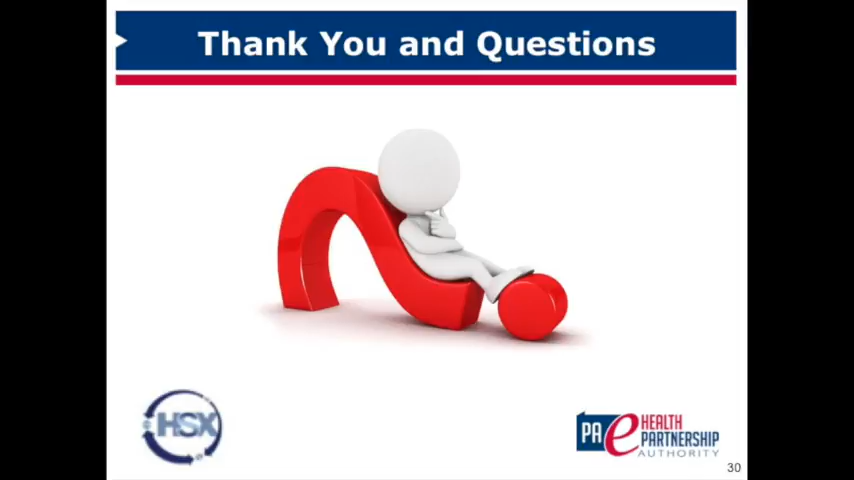 Thank You and Questions
HSX
PA e HEALTH
PARTNERSHIP
AUTHORITY
30